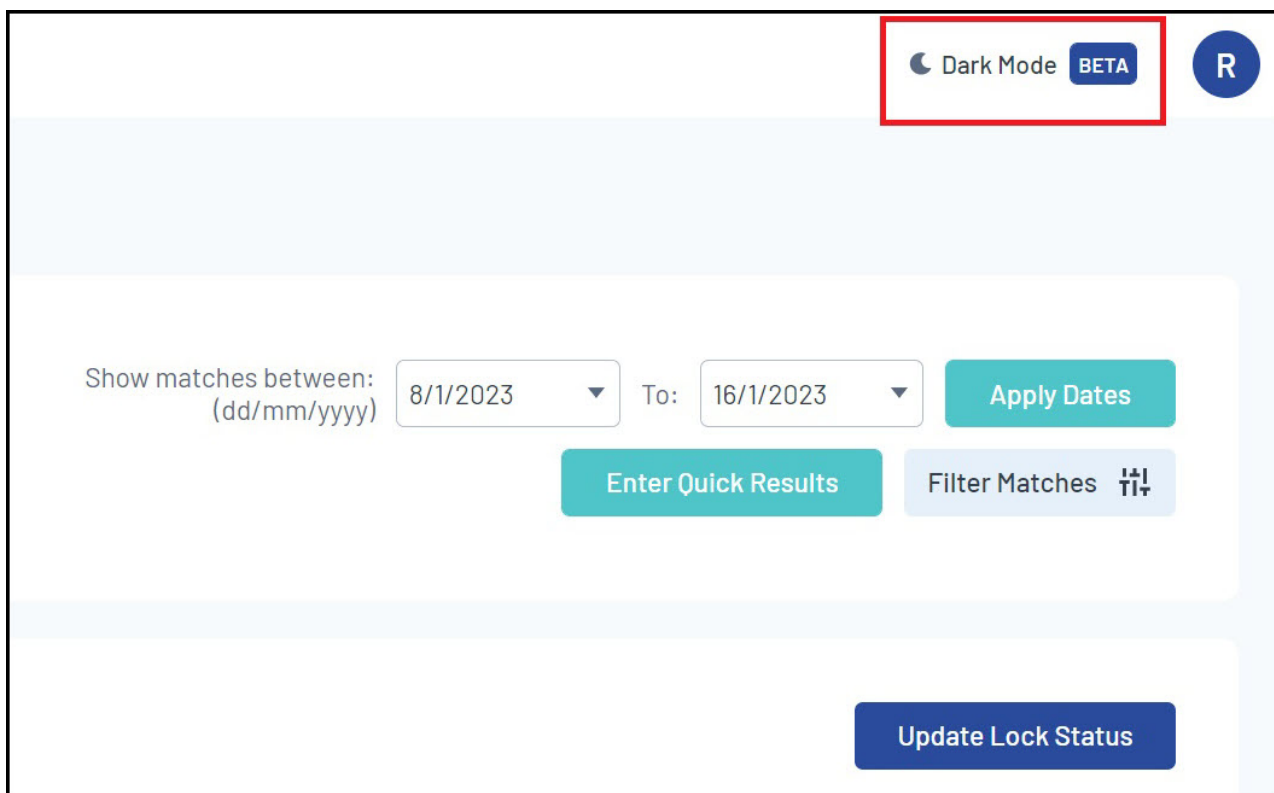 Dark Mode BETA R
Show matches between:
(dd/mm/yyyy) 8/1/2023 To: 16/1/2023 Apply Dates
Enter Quick Results Filter Matches
Update Lock Status